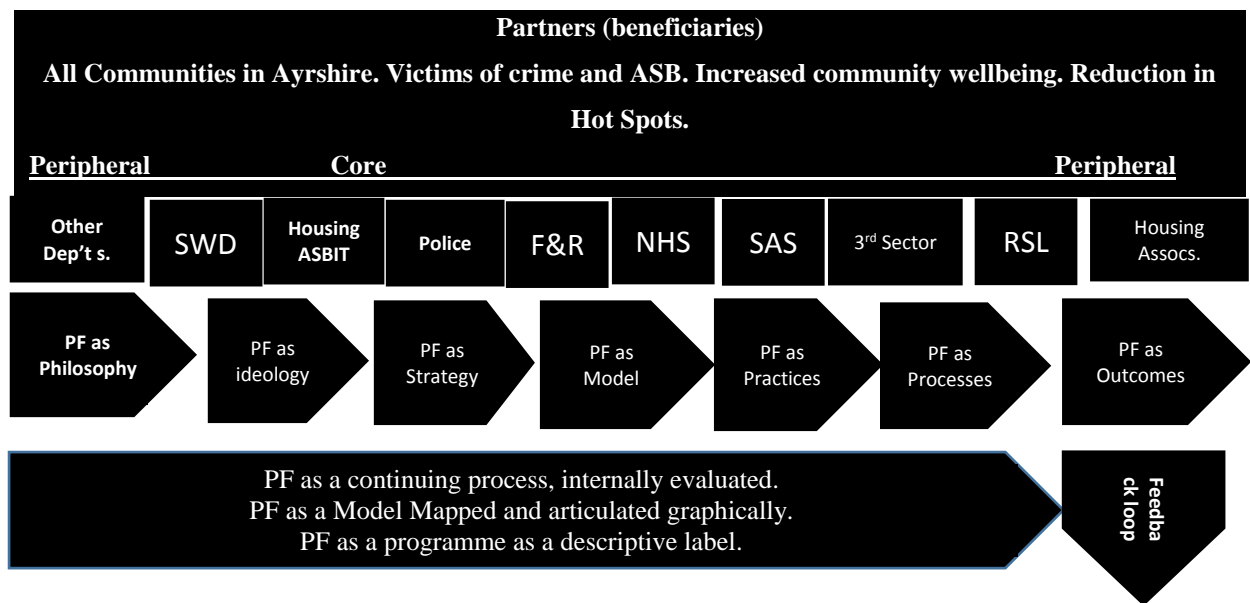 Partners (beneficiaries)
All Communities in Ayrshire. Victims of crime and ASB. Increased community wellbeing. Reduction in
Hot Spots.
Peripheral Core Peripheral
Other
Dep't s.
SWD
Housing
ASBIT
Police
F&R
NHS
SAS
3rd Sector
RSL
Housing
Assocs.
PF as
Philosophy
PF as
ideology
PF as
Strategy
PF as
Model
PF as
Practices
PF as
Processes
PF as
Outcomes
PF as a continuing process, internally evaluated.
PF as a Model Mapped and articulated graphically.
PF as a programme as a descriptive label.
Feedba
ck loop